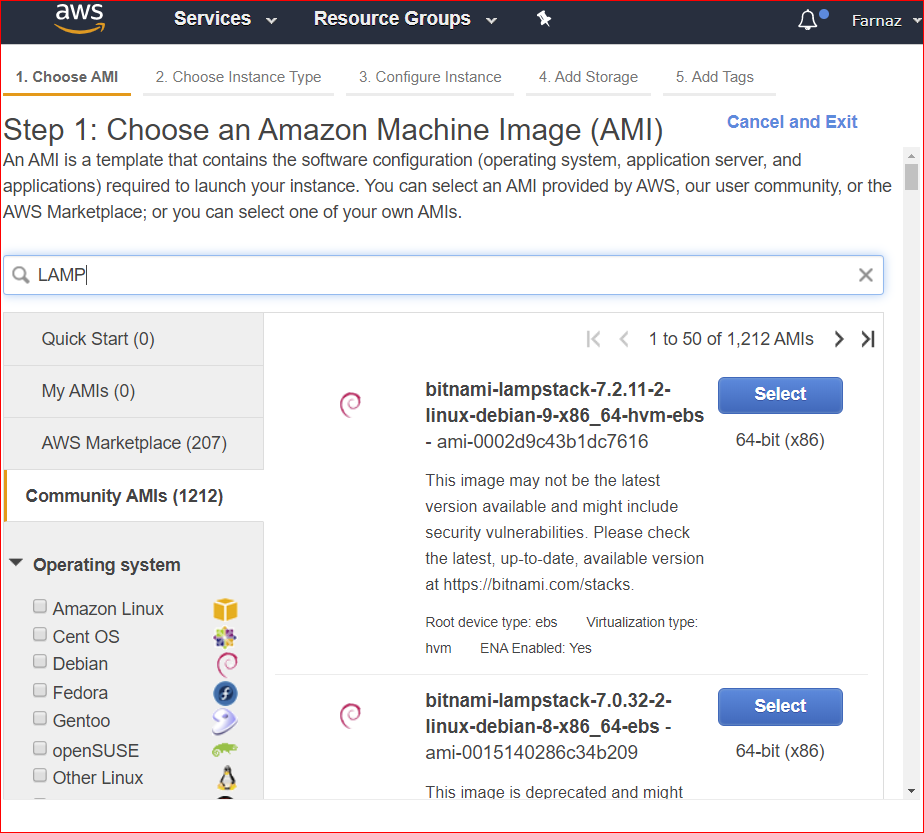 aws Services Resource Groups Farnaz
1. Choose AMI 2. Choose Instance Type 3. Configure Instance 4. Add Storage 5. Add Tags
Step 1: Choose an Amazon Machine Image (AMI) Cancel and Exit
An AMI is a template that contains the software configuration (operating system, application server, and
applications) required to launch your instance. You can select an AMI provided by AWS, our user community, or the
AWS Marketplace; or you can select one of your own AMIs.
LAMP
Quick Start (0)
My AMIs (0)
AWS Marketplace (207)
Community AMIs (1212)
Operating system
Amazon Linux
Cent OS
Debian
Fedora
Gentoo
openSUSE
Other Linux
1 to 50 of 1,212 AMIs
bitnami-lampstack-7.2.11-2-
linux-debian-9-x86_64-hvm-ebs
- ami-0002d9c43b1dc7616
Select
64-bit (x86)
This image may not be the latest
version available and might include
security vulnerabilities. Please check
the latest, up-to-date, available version
at https://bitnami.com/stacks.
Root device type: ebs Virtualization type:
hvm ENA Enabled: Yes
bitnami-lampstack-7.0.32-2-
linux-debian-8-x86_64-ebs -
ami-0015140286c34b209
Select
64-bit (x86)
This image is deprecated and might